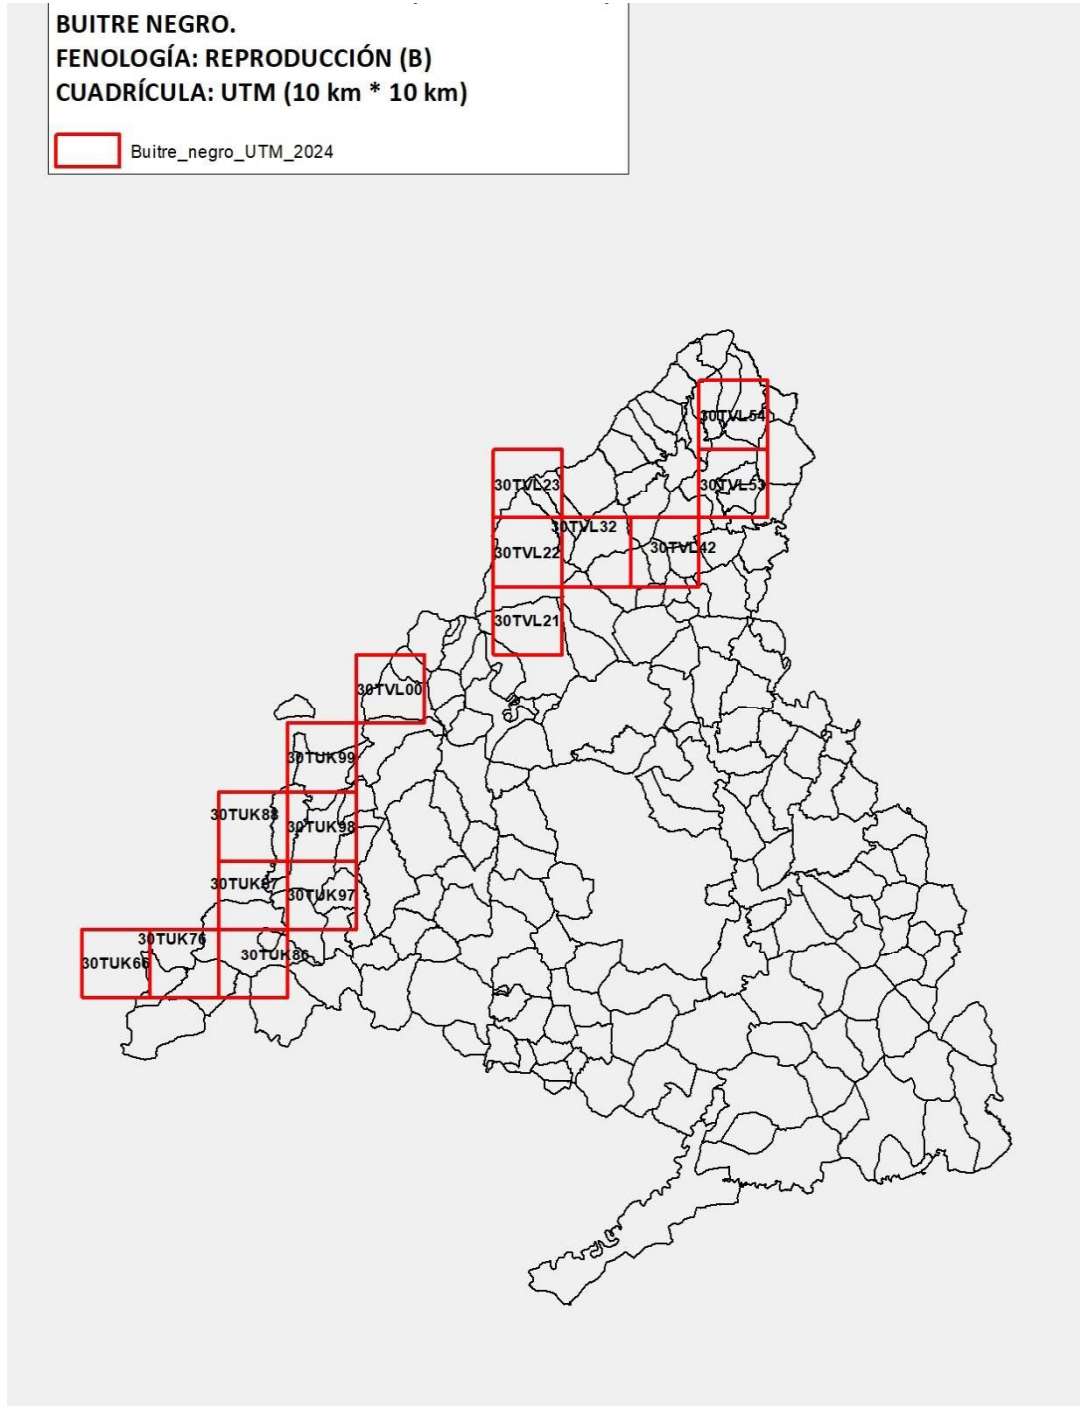 BUITRE NEGRO.
FENOLOGÍA: REPRODUCCIÓN (B)
CUADRÍCULA: UTM (10 km * 10 km)
Buitre_negro_UTM_2024
30TVL54
30TVL23
30TVL53
30TVL32
30TVL22
30TVL42
30TVL21
30TVL00
30TUK99
30TUK88
30TUK98
30TUK87
30TUK97
30TUK76
30TUK66
30TUK86